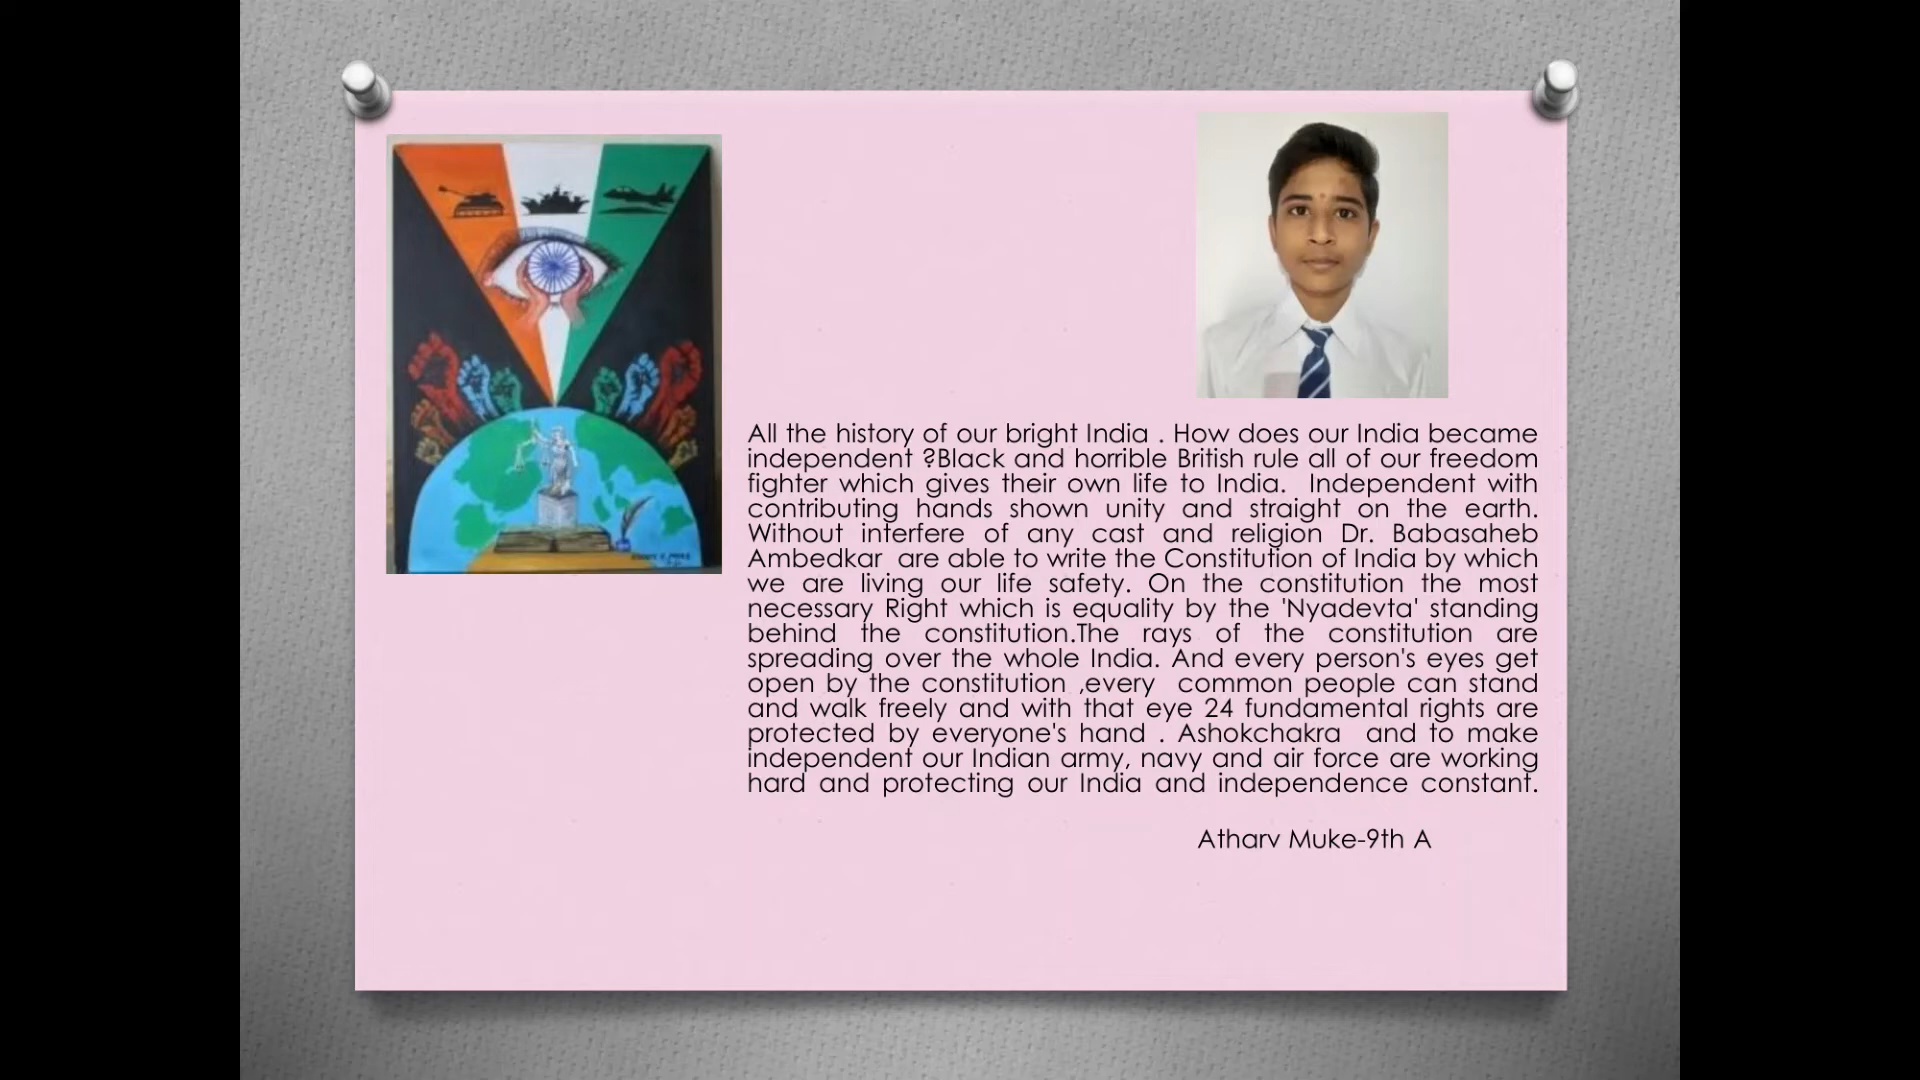 All the history of our bright India . How does our India became
independent ?Black and horrible British rule all of our freedom
fighter which gives their own life to India.  Independent with
contributing hands shown unity and straight on the earth.
Without interfere of any cast and religion Dr. Babasaheb
Ambedkar  are able to write the Constitution of India by which
we are living our life safety. On the constitution the most
necessary Right which is equality by the 'Nyadevta' standing
behind the constitution.The rays of the constitution are
spreading over the whole India. And every person's eyes get
open by the constitution ,every  common people can stand
and walk freely and with that eye 24 fundamental rights are
protected by everyone's hand . Ashokchakra  and to make
independent our Indian army, navy and air force are working
hard and protecting our India and independence constant.
Atharv Muke-9th A